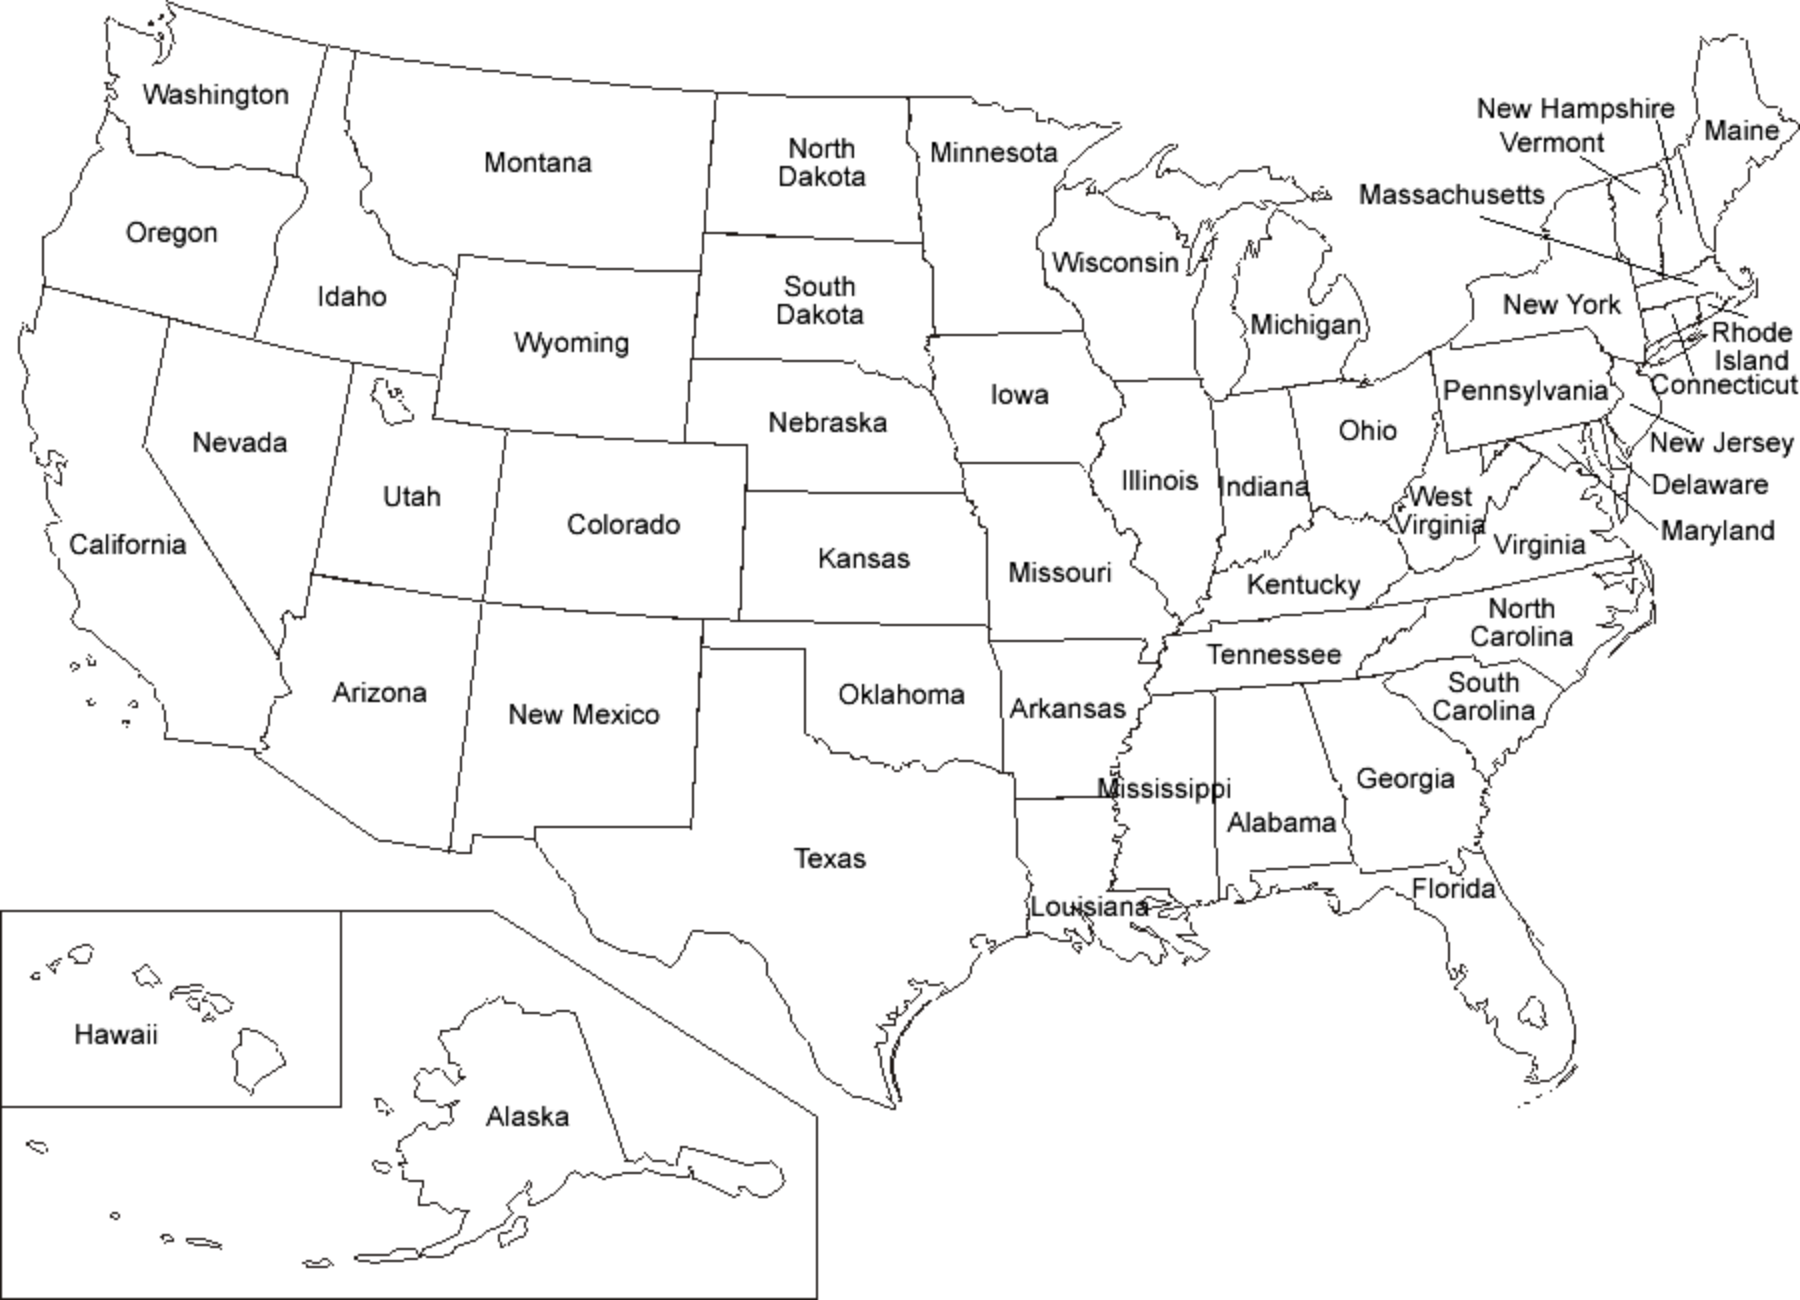 Washington
Montana
North
Dakota
Minnesota
New Hampshire
Vermont
Maine
Massachusetts
Oregon
Idaho
Wyoming
South
Dakota
Wisconsin
Michigan
New York
Rhode
Island
Connecticut
Nevada
Utah
Colorado
Nebraska
Iowa
Illinois
Indiana
Ohio
Pennsylvania
New Jersey
Delaware
Maryland
West
Virginia
Virginia
California
Kansas
Missouri
Kentucky
North
Carolina
Tennessee
South
Carolina
Arizona
New Mexico
Oklahoma
Arkansas
Mississippi
Alabama
Georgia
Texas
Louisiana
Florida
Hawaii
Alaska